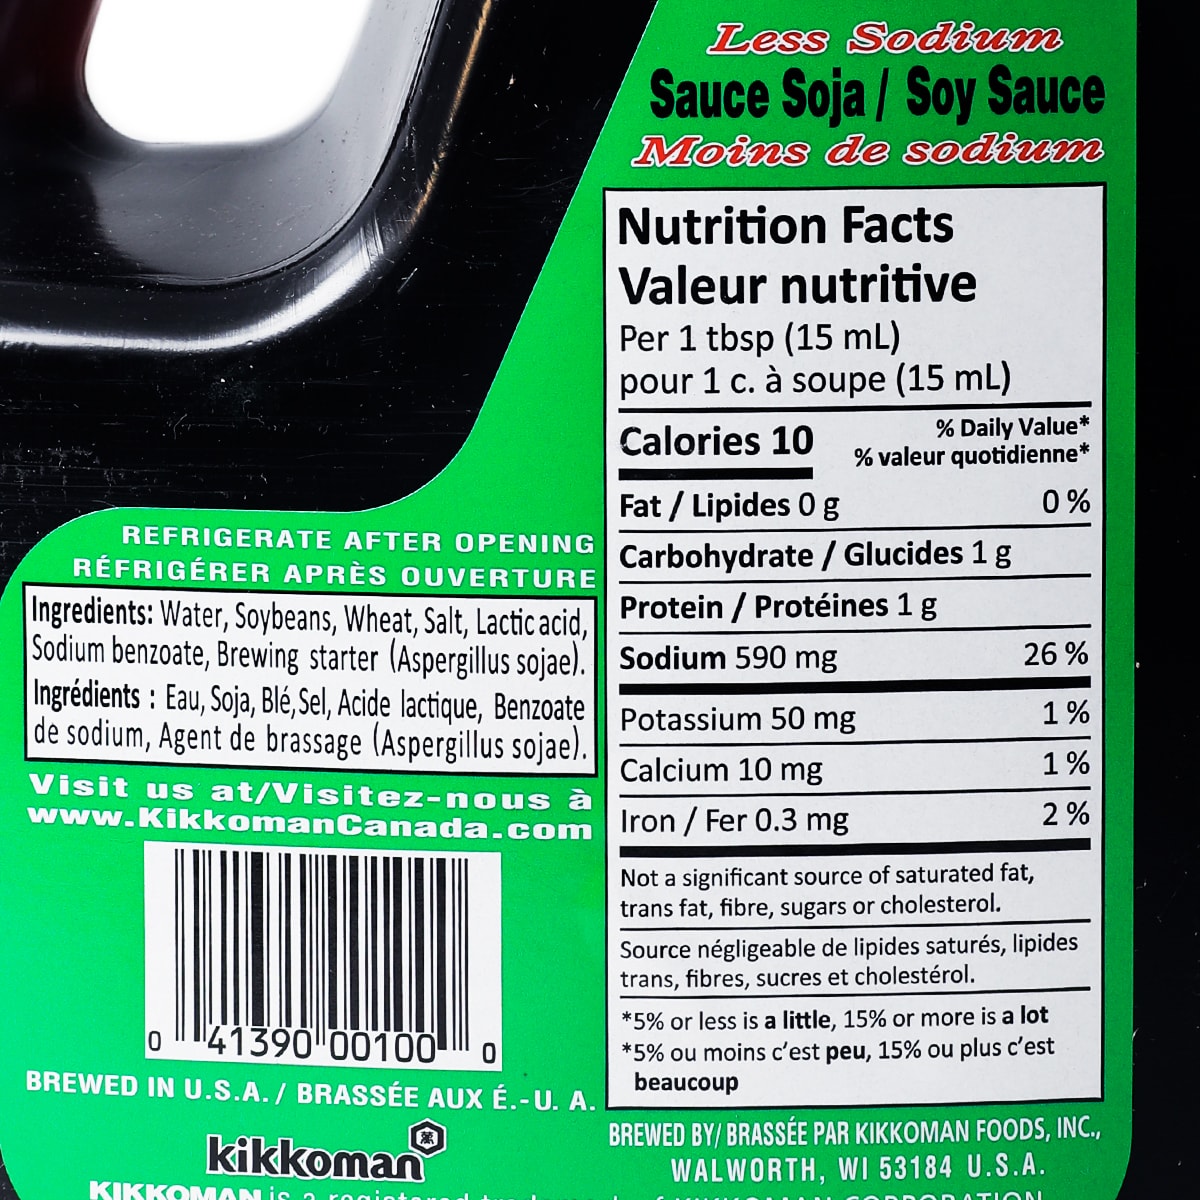 Less Sodium
Sauce Soja / Soy Sauce
Moins de sodium
Nutrition Facts
Valeur nutritive
Per 1 tbsp (15 mL)
pour 1 c. à soupe (15 mL)
Calories 10
% Daily Value*
% valeur quotidienne*
Fat / Lipides 0 g 0 %
Carbohydrate / Glucides 1 g
Protein / Protéines 1 g
Sodium 590 mg 26 %
Potassium 50 mg 1 %
Calcium 10 mg 1 %
Iron / Fer 0.3 mg 2 %
Not a significant source of saturated fat,
trans fat, fibre, sugars or cholesterol.
Source négligeable de lipides saturés, lipides
trans, fibres, sucres et cholestérol.
*5% or less is a little, 15% or more is a lot
*5% ou moins c'est peu, 15% ou plus c'est
beaucoup
BREWED BY/ BRASSÉE PAR KIKKOMAN FOODS, INC.,
WALWORTH, WI 53184 U.S.A.
REFRIGERATE AFTER OPENING
RÉFRIGÉRER APRÈS OUVERTURE
Ingredients: Water, Soybeans, Wheat, Salt, Lactic acid,
Sodium benzoate, Brewing starter (Aspergillus sojae).
Ingrédients : Eau, Soja, Blé, Sel, Acide lactique, Benzoate
de sodium, Agent de brassage (Aspergillus sojae).
Visit us at/Visitez-nous à
www.KikkomanCanada.com
0 41390 00100 0
BREWED IN U.S.A. / BRASSÉE AUX É.-U. A.
kikkoman
KIKKOMAN is a registered KIKKOMAN CORPORATION